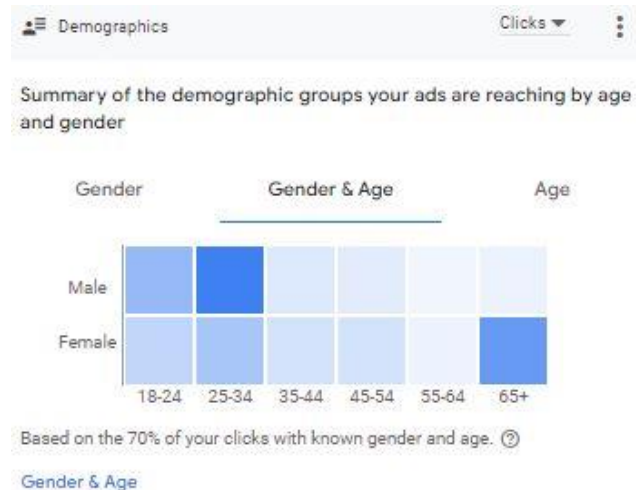 Demographics Clicks
Summary of the demographic groups your ads are reaching by age
and gender
Gender Gender & Age Age
Male
Female
18-24 25-34 35-44 45-54 55-64 65+
Based on the 70% of your clicks with known gender and age.
Gender & Age